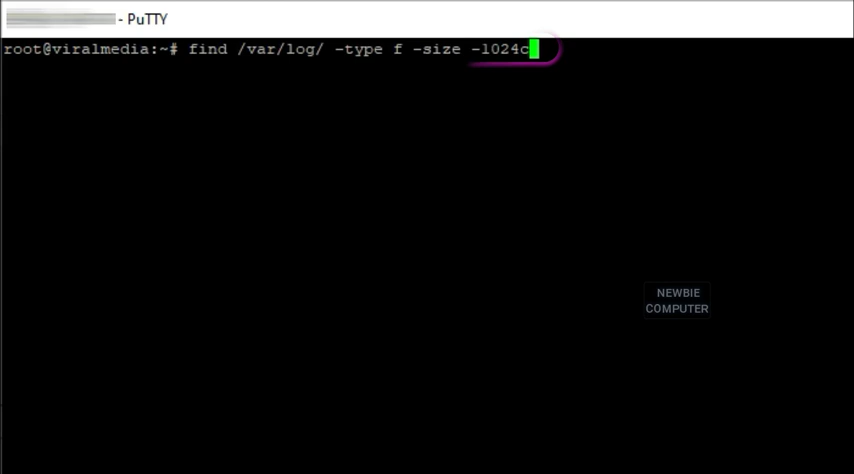 - PuTTY
root@viralmedia:~# find /var/log/ -type f -size -1024c
NEWBIE
COMPUTER